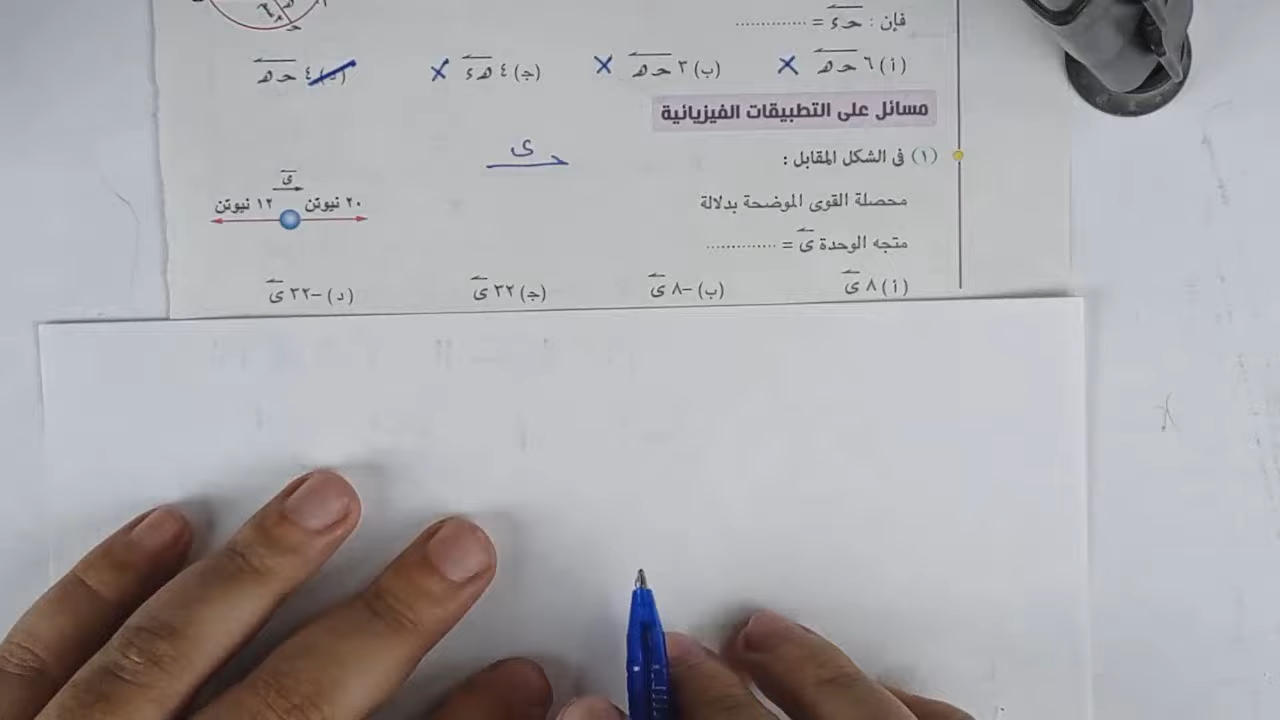 فإن : حـ ء = ..............
(أ) ٦ حـ هـ (ب) ٣ حـ هـ (جـ) ٤ هـ ء (د) ٤ حـ هـ
مسائل على التطبيقات الفيزيائية
(١) فى الشكل المقابل :
ى
محصلة القوى الموضحة بدلالة
متجه الوحدة ى = ..............
ى
٢٠ نيوتن ١٢ نيوتن
(أ) ٨ ى (ب) –٨ ى (جـ) ٣٢ ى (د) –٣٢ ى